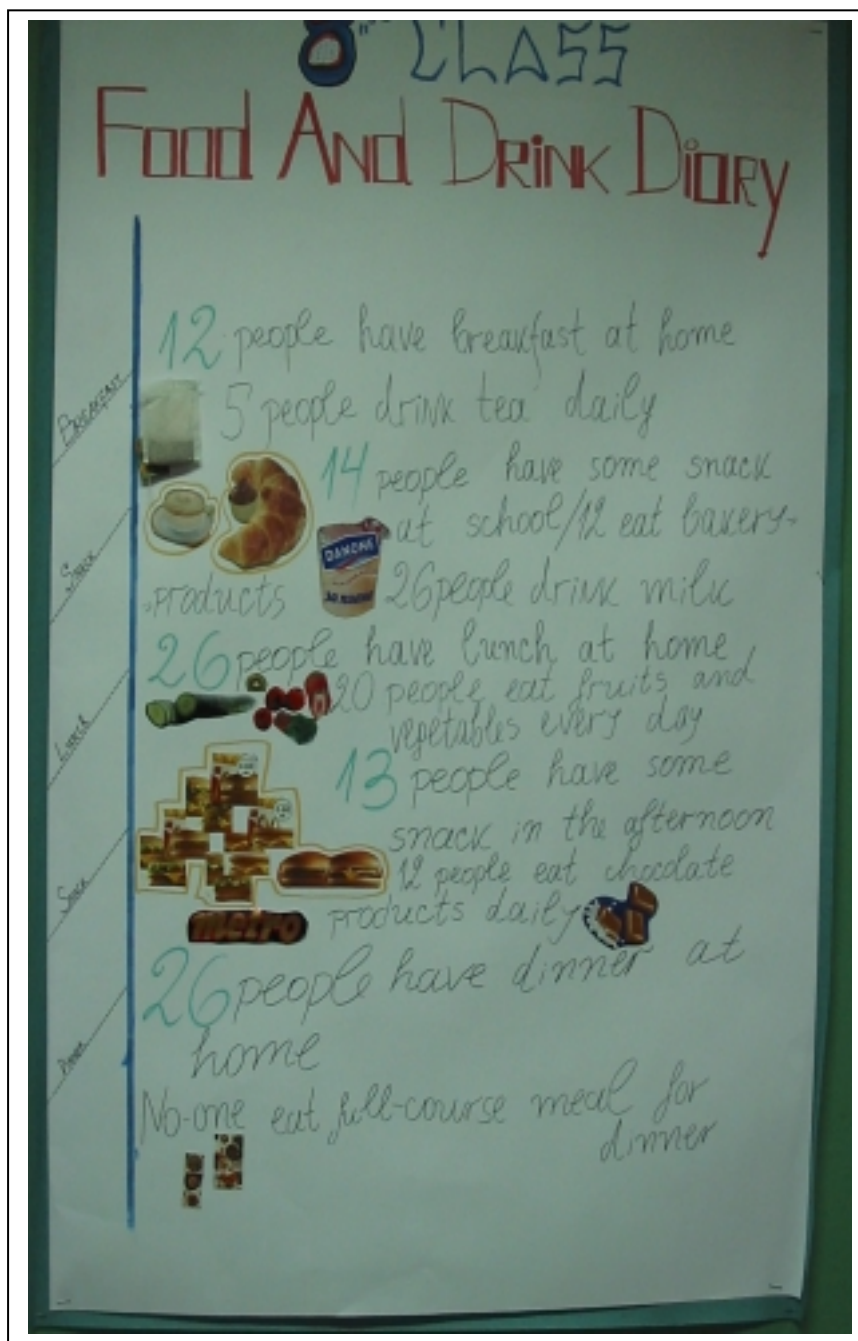 8th CLASS
Food And Drink Diary
BREAKFAST
12 people have breakfast at home
5 people drink tea daily
SNACK
14 people have some snack
at school/12 eat bakery-
-products
DANONE
26 people drink milk
LUNCH
26 people have lunch at home
20 people eat fruits and
vegetables every day
SNACK
13 people have some
snack in the afternoon
12 people eat chocolate
products daily
metro
DINNER
26 people have dinner at
home
No-one eat full-course meal for
dinner